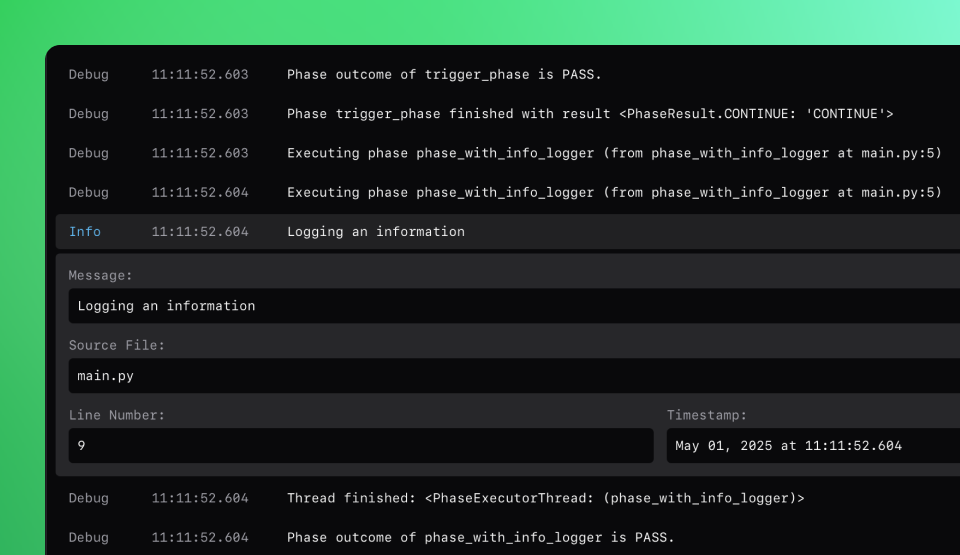 Debug 11:11:52.603 Phase outcome of trigger_phase is PASS.
Debug 11:11:52.603 Phase trigger_phase finished with result <PhaseResult.CONTINUE: 'CONTINUE'>
Debug 11:11:52.603 Executing phase phase_with_info_logger (from phase_with_info_logger at main.py:5)
Debug 11:11:52.604 Executing phase phase_with_info_logger (from phase_with_info_logger at main.py:5)
Info 11:11:52.604 Logging an information
Message:
Logging an information
Source File:
main.py
Line Number: Timestamp:
9 May 01, 2025 at 11:11:52.604
Debug 11:11:52.604 Thread finished: <PhaseExecutorThread: (phase_with_info_logger)>
Debug 11:11:52.604 Phase outcome of phase_with_info_logger is PASS.